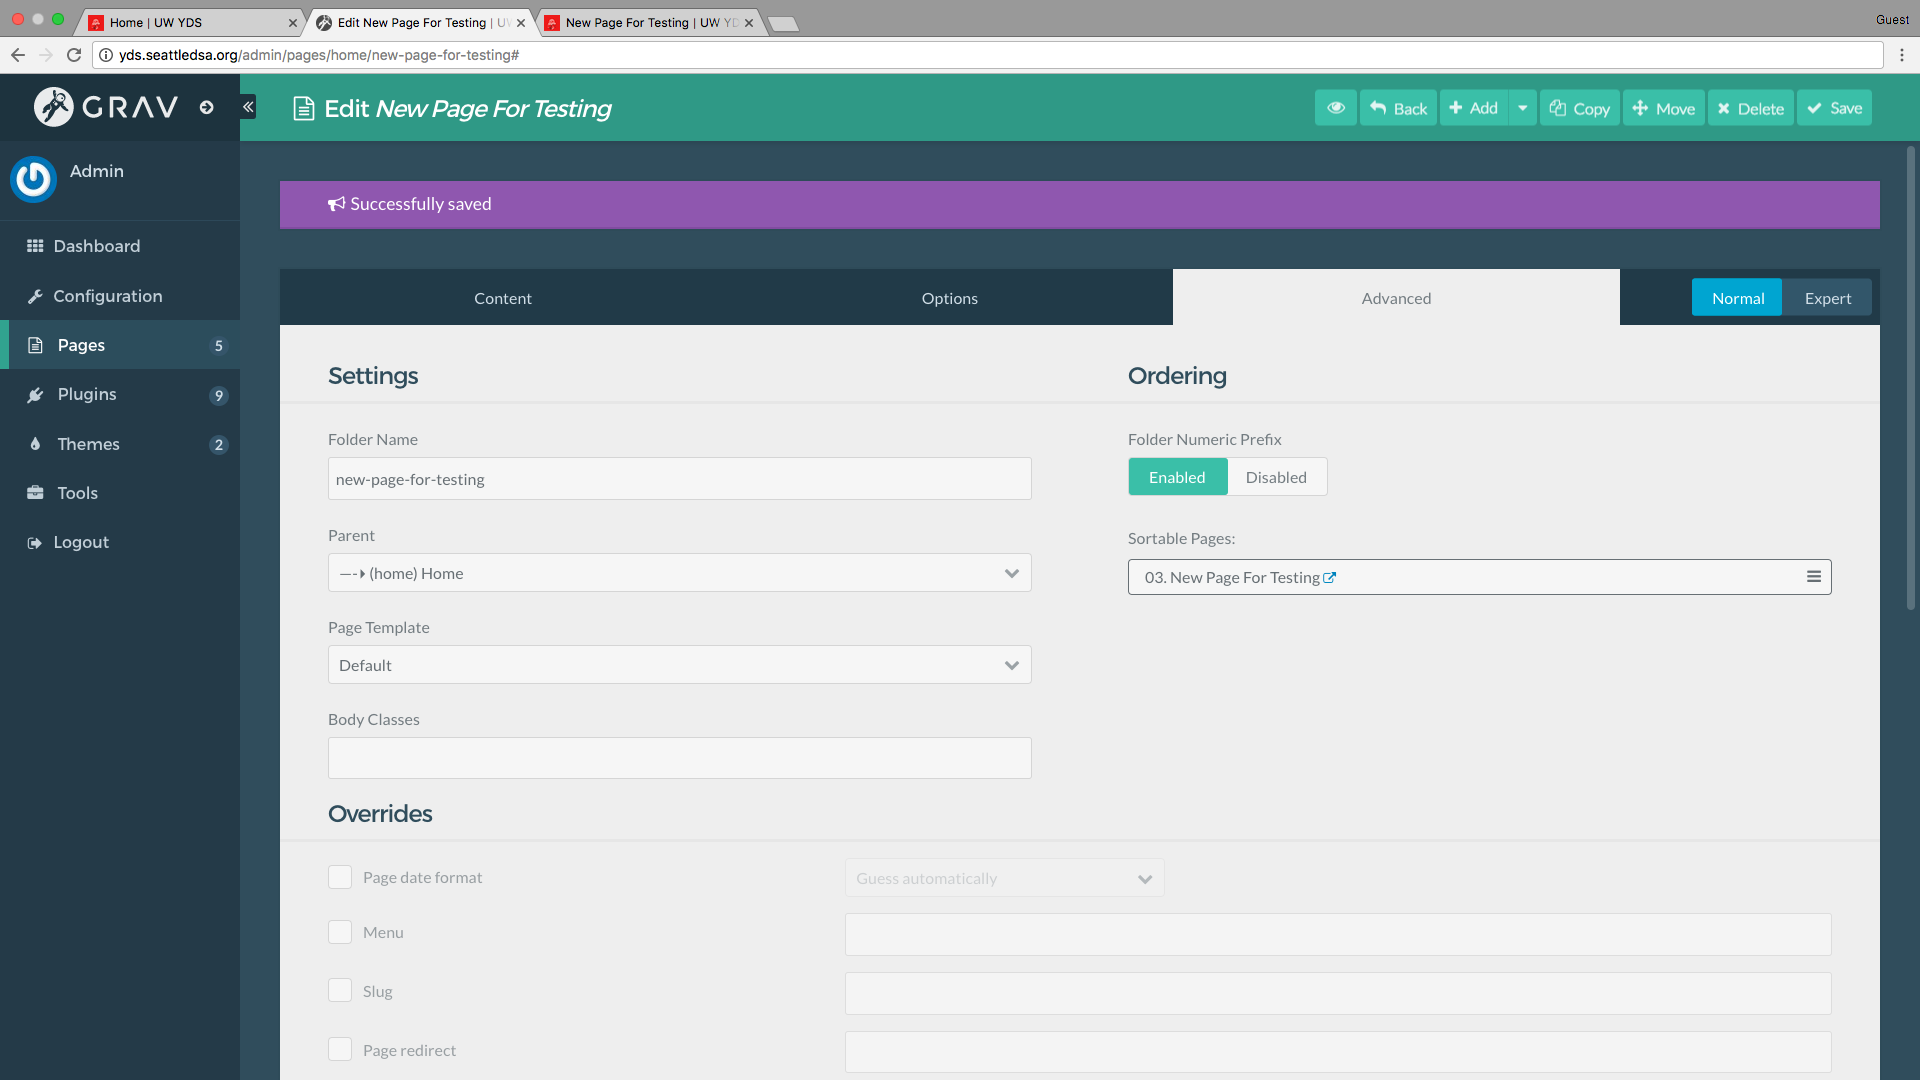 Home | UW YDS
Edit New Page For Testing | UW
New Page For Testing | UW YD
Guest
yds.seattledsa.org/admin/pages/home/new-page-for-testing#
GRAV
Edit New Page For Testing
Back
Add
Copy
Move
Delete
Save
Admin
Successfully saved
Dashboard
Configuration
Pages 5
Plugins 9
Themes 2
Tools
Logout
Content
Options
Advanced
Normal
Expert
Settings
Folder Name
new-page-for-testing
Parent
—-▸ (home) Home
Page Template
Default
Body Classes
Ordering
Folder Numeric Prefix
Enabled
Disabled
Sortable Pages:
03. New Page For Testing
Overrides
Page date format
Guess automatically
Menu
Slug
Page redirect